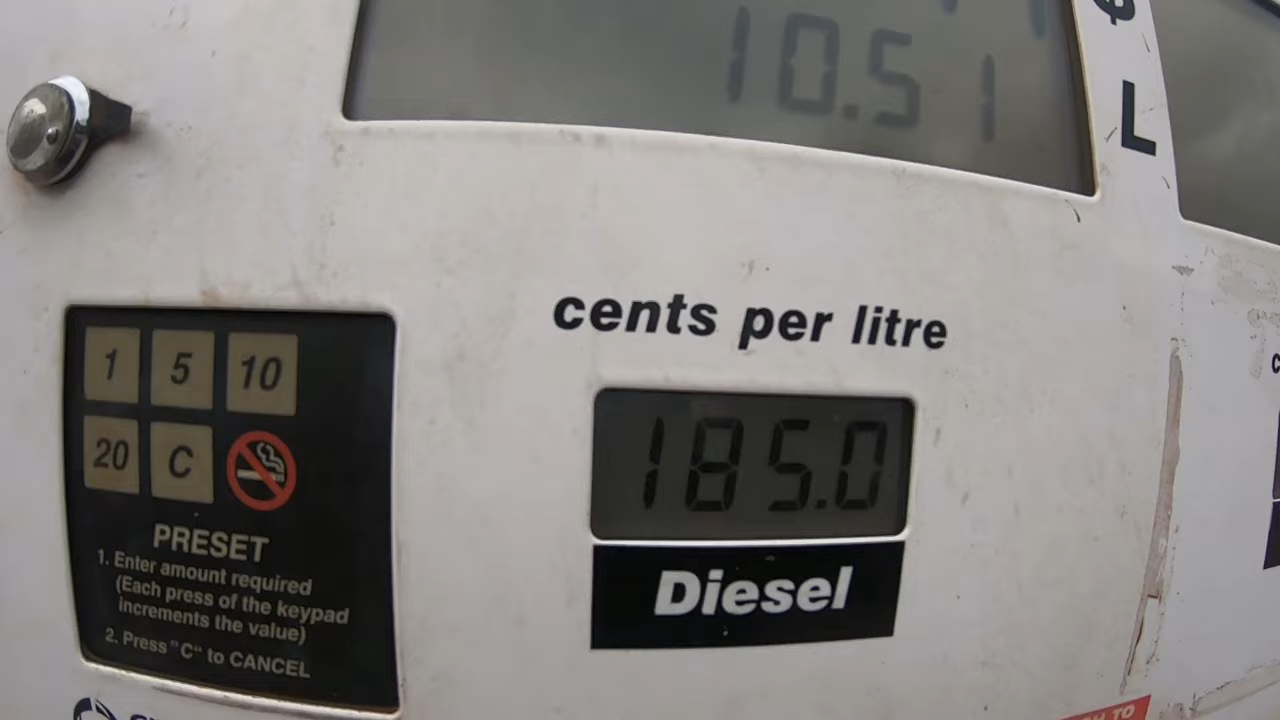 10.51
L
cents per litre
185.0
Diesel
1 5 10
20 C
PRESET
1. Enter amount required
(Each press of the keypad
increments the value)
2. Press "C" to CANCEL
TO